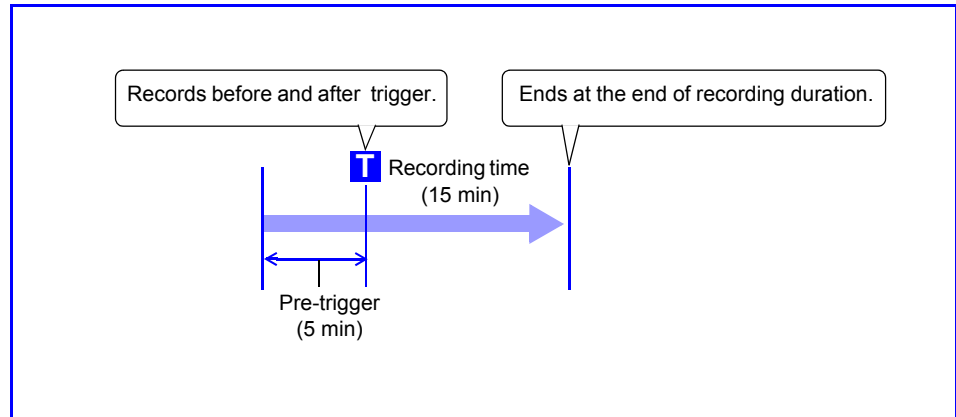 Records before and after trigger.
Ends at the end of recording duration.
T
Recording time
(15 min)
Pre-trigger
(5 min)